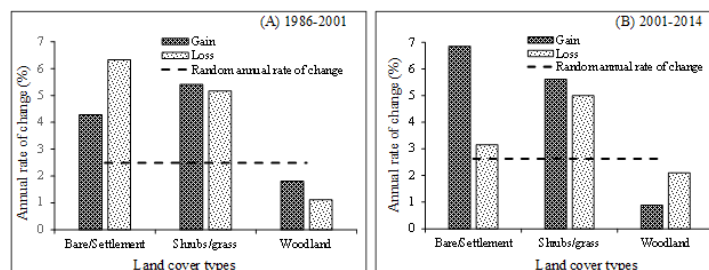 (A) 1986-2001
Gain
Loss
Random annual rate of change
Annual rate of change (%)
7
6
5
4
3
2
1
0
Bare/Settlement Shrubs/grass Woodland
Land cover types
(B) 2001-2014
Gain
Loss
Random annual rate of change
Annual rate of change (%)
7
6
5
4
3
2
1
0
Bare/Settlement Shrubs/grass Woodland
Land cover types